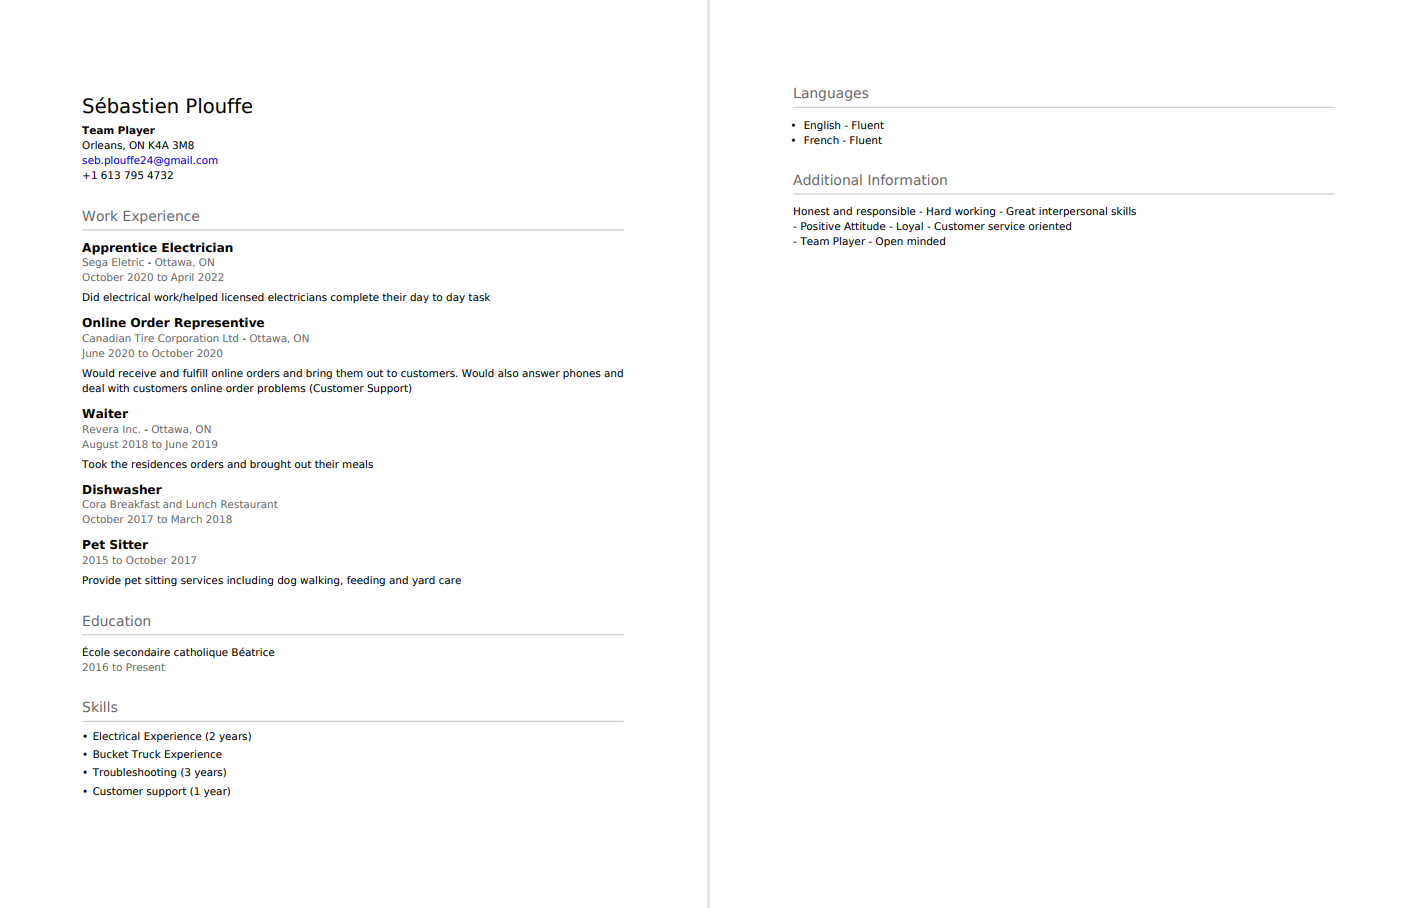 Sébastien Plouffe
Team Player
Orleans, ON K4A 3M8
seb.plouffe24@gmail.com
+1 613 795 4732
Work Experience
Apprentice Electrician
Sega Eletric - Ottawa, ON
October 2020 to April 2022
Did electrical work/helped licensed electricians complete their day to day task
Online Order Representive
Canadian Tire Corporation Ltd - Ottawa, ON
June 2020 to October 2020
Would receive and fulfill online orders and bring them out to customers. Would also answer phones and
deal with customers online order problems (Customer Support)
Waiter
Revera Inc. - Ottawa, ON
August 2018 to June 2019
Took the residences orders and brought out their meals
Dishwasher
Cora Breakfast and Lunch Restaurant
October 2017 to March 2018
Pet Sitter
2015 to October 2017
Provide pet sitting services including dog walking, feeding and yard care
Education
École secondaire catholique Béatrice
2016 to Present
Skills
• Electrical Experience (2 years)
• Bucket Truck Experience
• Troubleshooting (3 years)
• Customer support (1 year)
Languages
• English - Fluent
• French - Fluent
Additional Information
Honest and responsible - Hard working - Great interpersonal skills
- Positive Attitude - Loyal - Customer service oriented
- Team Player - Open minded